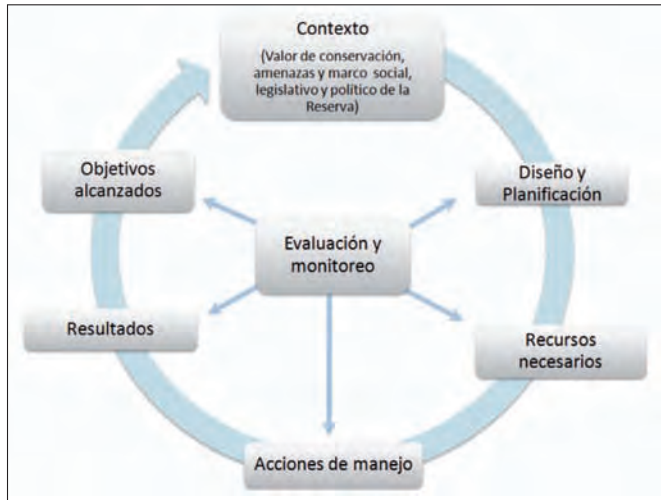 Contexto
(Valor de conservación,
amenazas y marco social,
legislativo y político de la
Reserva)
Objetivos
alcanzados
Diseño y
Planificación
Evaluación y
monitoreo
Resultados
Recursos
necesarios
Acciones de manejo